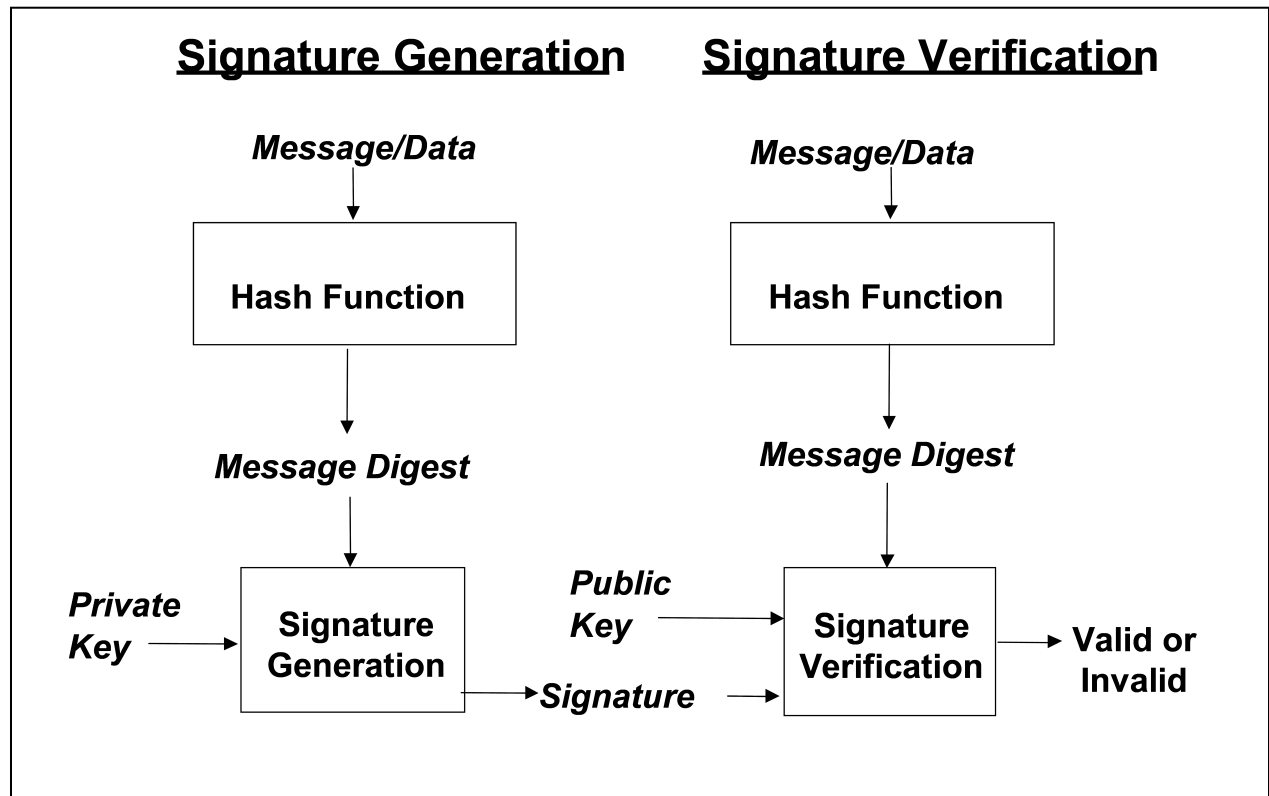 Signature Generation
Signature Verification
Message/Data
Message/Data
Hash Function
Hash Function
Message Digest
Message Digest
Private
Key
Signature
Generation
Public
Key
Signature
Signature
Verification
Valid or
Invalid